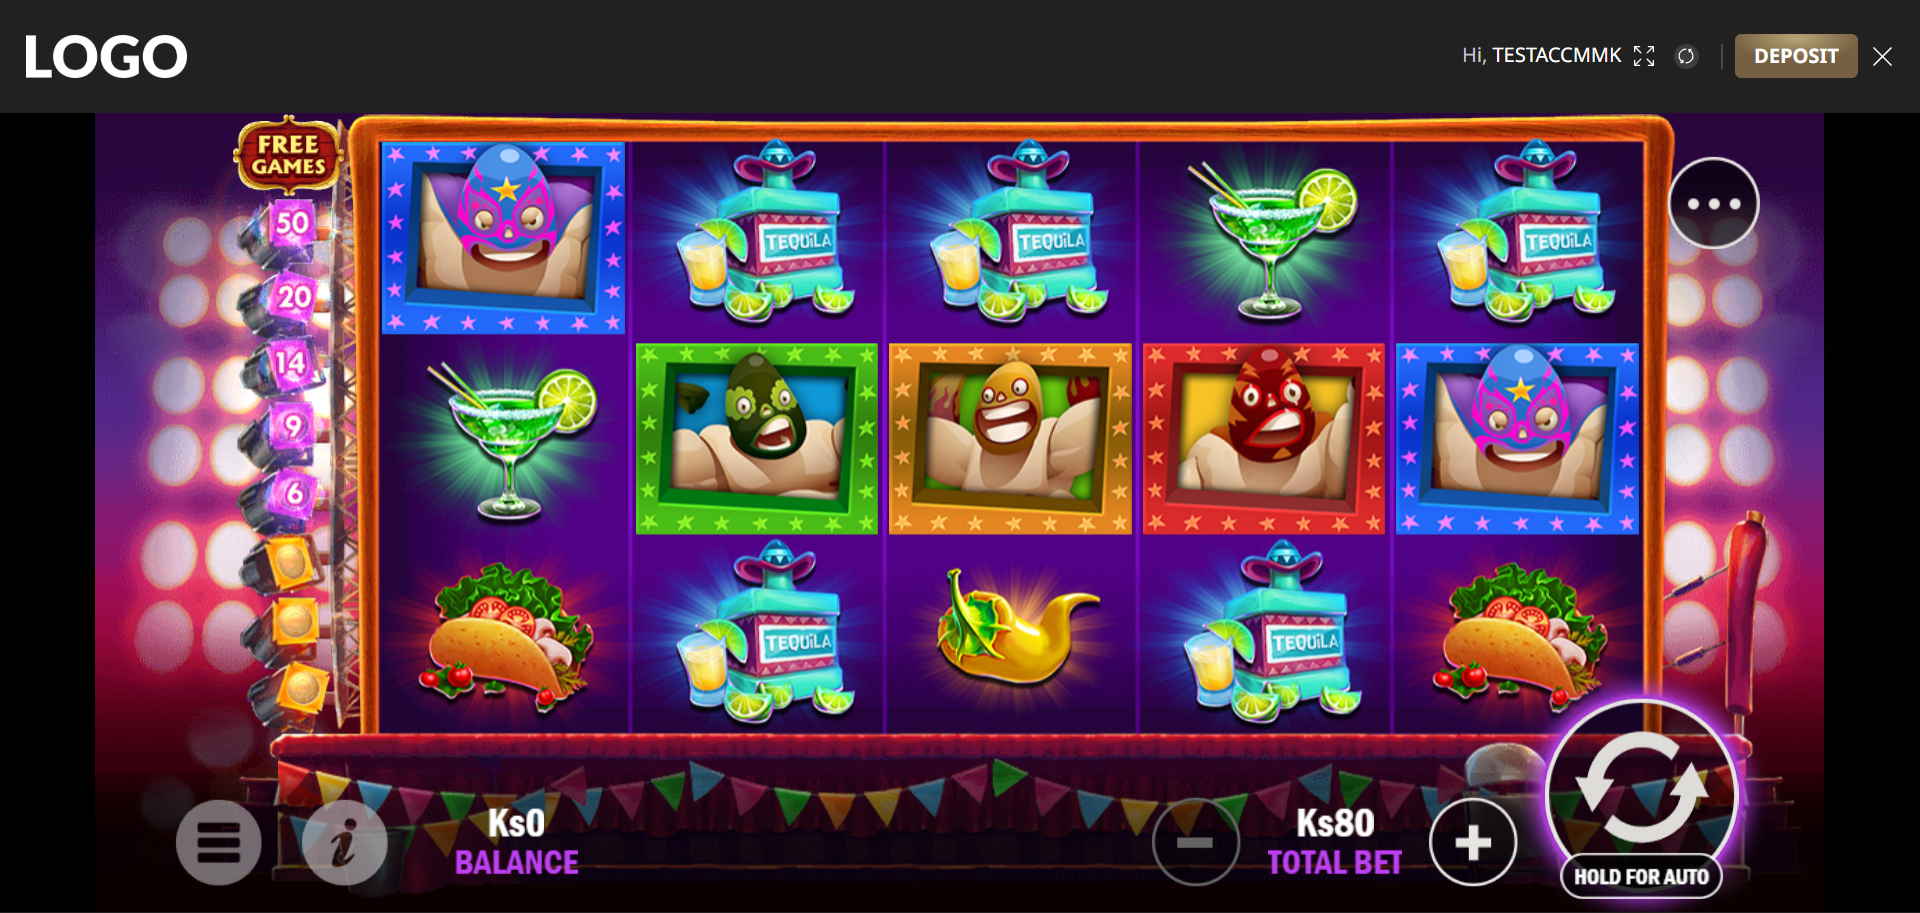 LOGO
Hi, TESTACCMMK
DEPOSIT
FREE
GAMES
50
20
14
9
6
TEQUiLA
TEQUiLA
TEQUiLA
TEQUiLA
TEQUiLA
Ks0
BALANCE
Ks80
TOTAL BET
HOLD FOR AUTO